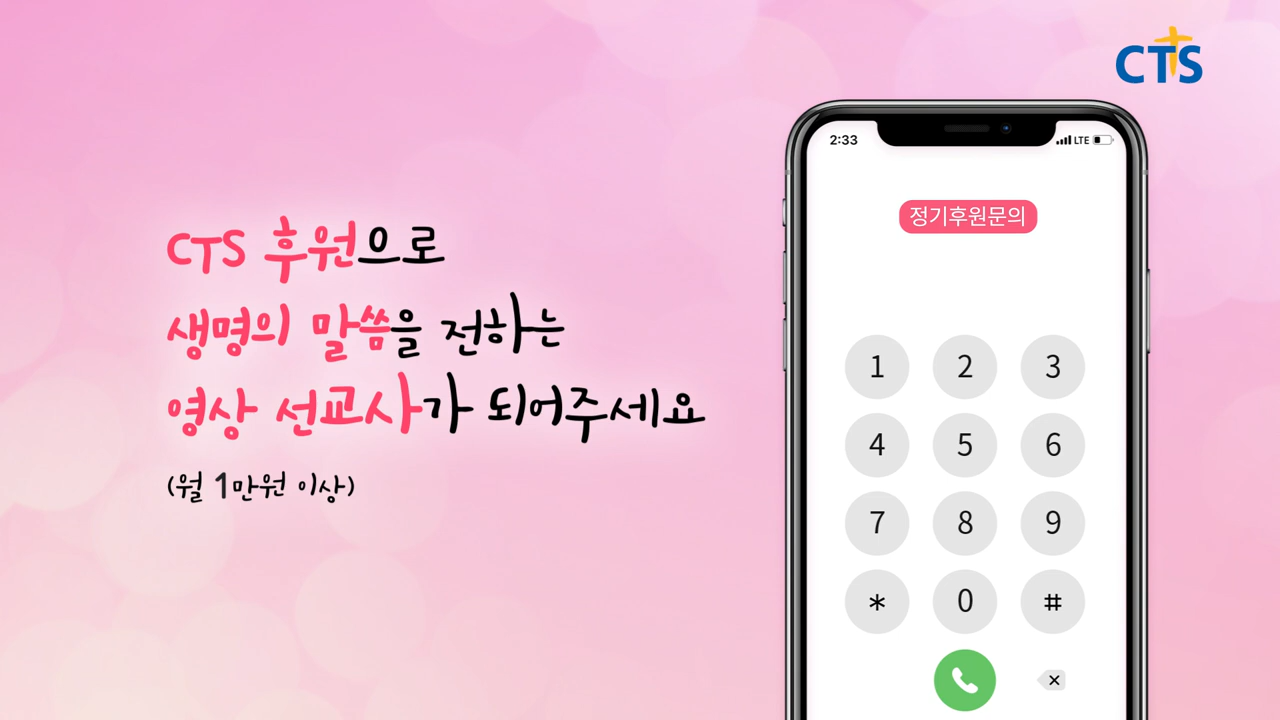 CTS
CTS 후원으로
생명의 말씀을 전하는
영상 선교사가 되어주세요
(월 1만원 이상)
2:33
LTE
정기후원문의
1 2 3
4 5 6
7 8 9
* 0 #